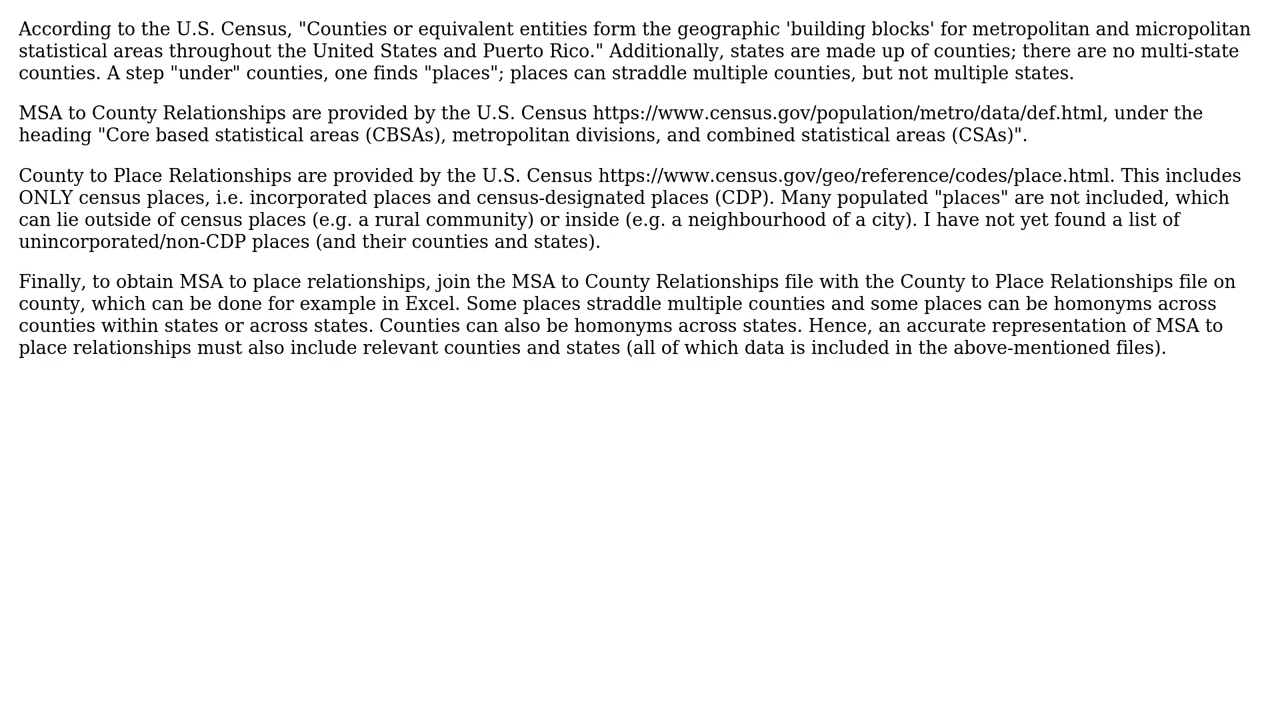 According to the U.S. Census, "Counties or equivalent entities form the geographic 'building blocks' for metropolitan and micropolitan
statistical areas throughout the United States and Puerto Rico." Additionally, states are made up of counties; there are no multi-state
counties. A step "under" counties, one finds "places"; places can straddle multiple counties, but not multiple states.
MSA to County Relationships are provided by the U.S. Census https://www.census.gov/population/metro/data/def.html, under the
heading "Core based statistical areas (CBSAs), metropolitan divisions, and combined statistical areas (CSAs)".
County to Place Relationships are provided by the U.S. Census https://www.census.gov/geo/reference/codes/place.html. This includes
ONLY census places, i.e. incorporated places and census-designated places (CDP). Many populated "places" are not included, which
can lie outside of census places (e.g. a rural community) or inside (e.g. a neighbourhood of a city). I have not yet found a list of
unincorporated/non-CDP places (and their counties and states).
Finally, to obtain MSA to place relationships, join the MSA to County Relationships file with the County to Place Relationships file on
county, which can be done for example in Excel. Some places straddle multiple counties and some places can be homonyms across
counties within states or across states. Counties can also be homonyms across states. Hence, an accurate representation of MSA to
place relationships must also include relevant counties and states (all of which data is included in the above-mentioned files).